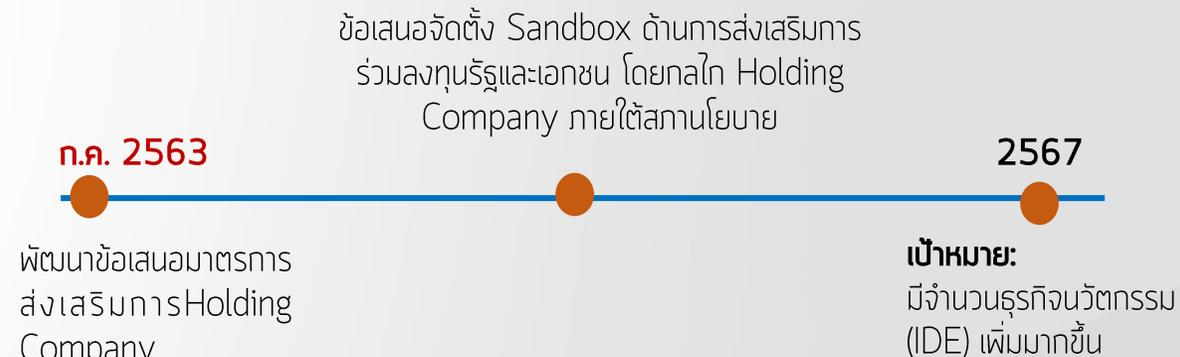 ข้อเสนอจัดตั้ง Sandbox ด้านการส่งเสริมการ
ร่วมลงทุนรัฐและเอกชน โดยกลไก Holding
Company ภายใต้สภานโยบาย
ก.ค. 2563
2567
พัฒนาข้อเสนอมาตรการ
ส่งเสริมการHolding
Company
เป้าหมาย:
มีจำนวนธุรกิจนวัตกรรม
(IDE) เพิ่มมากขึ้น